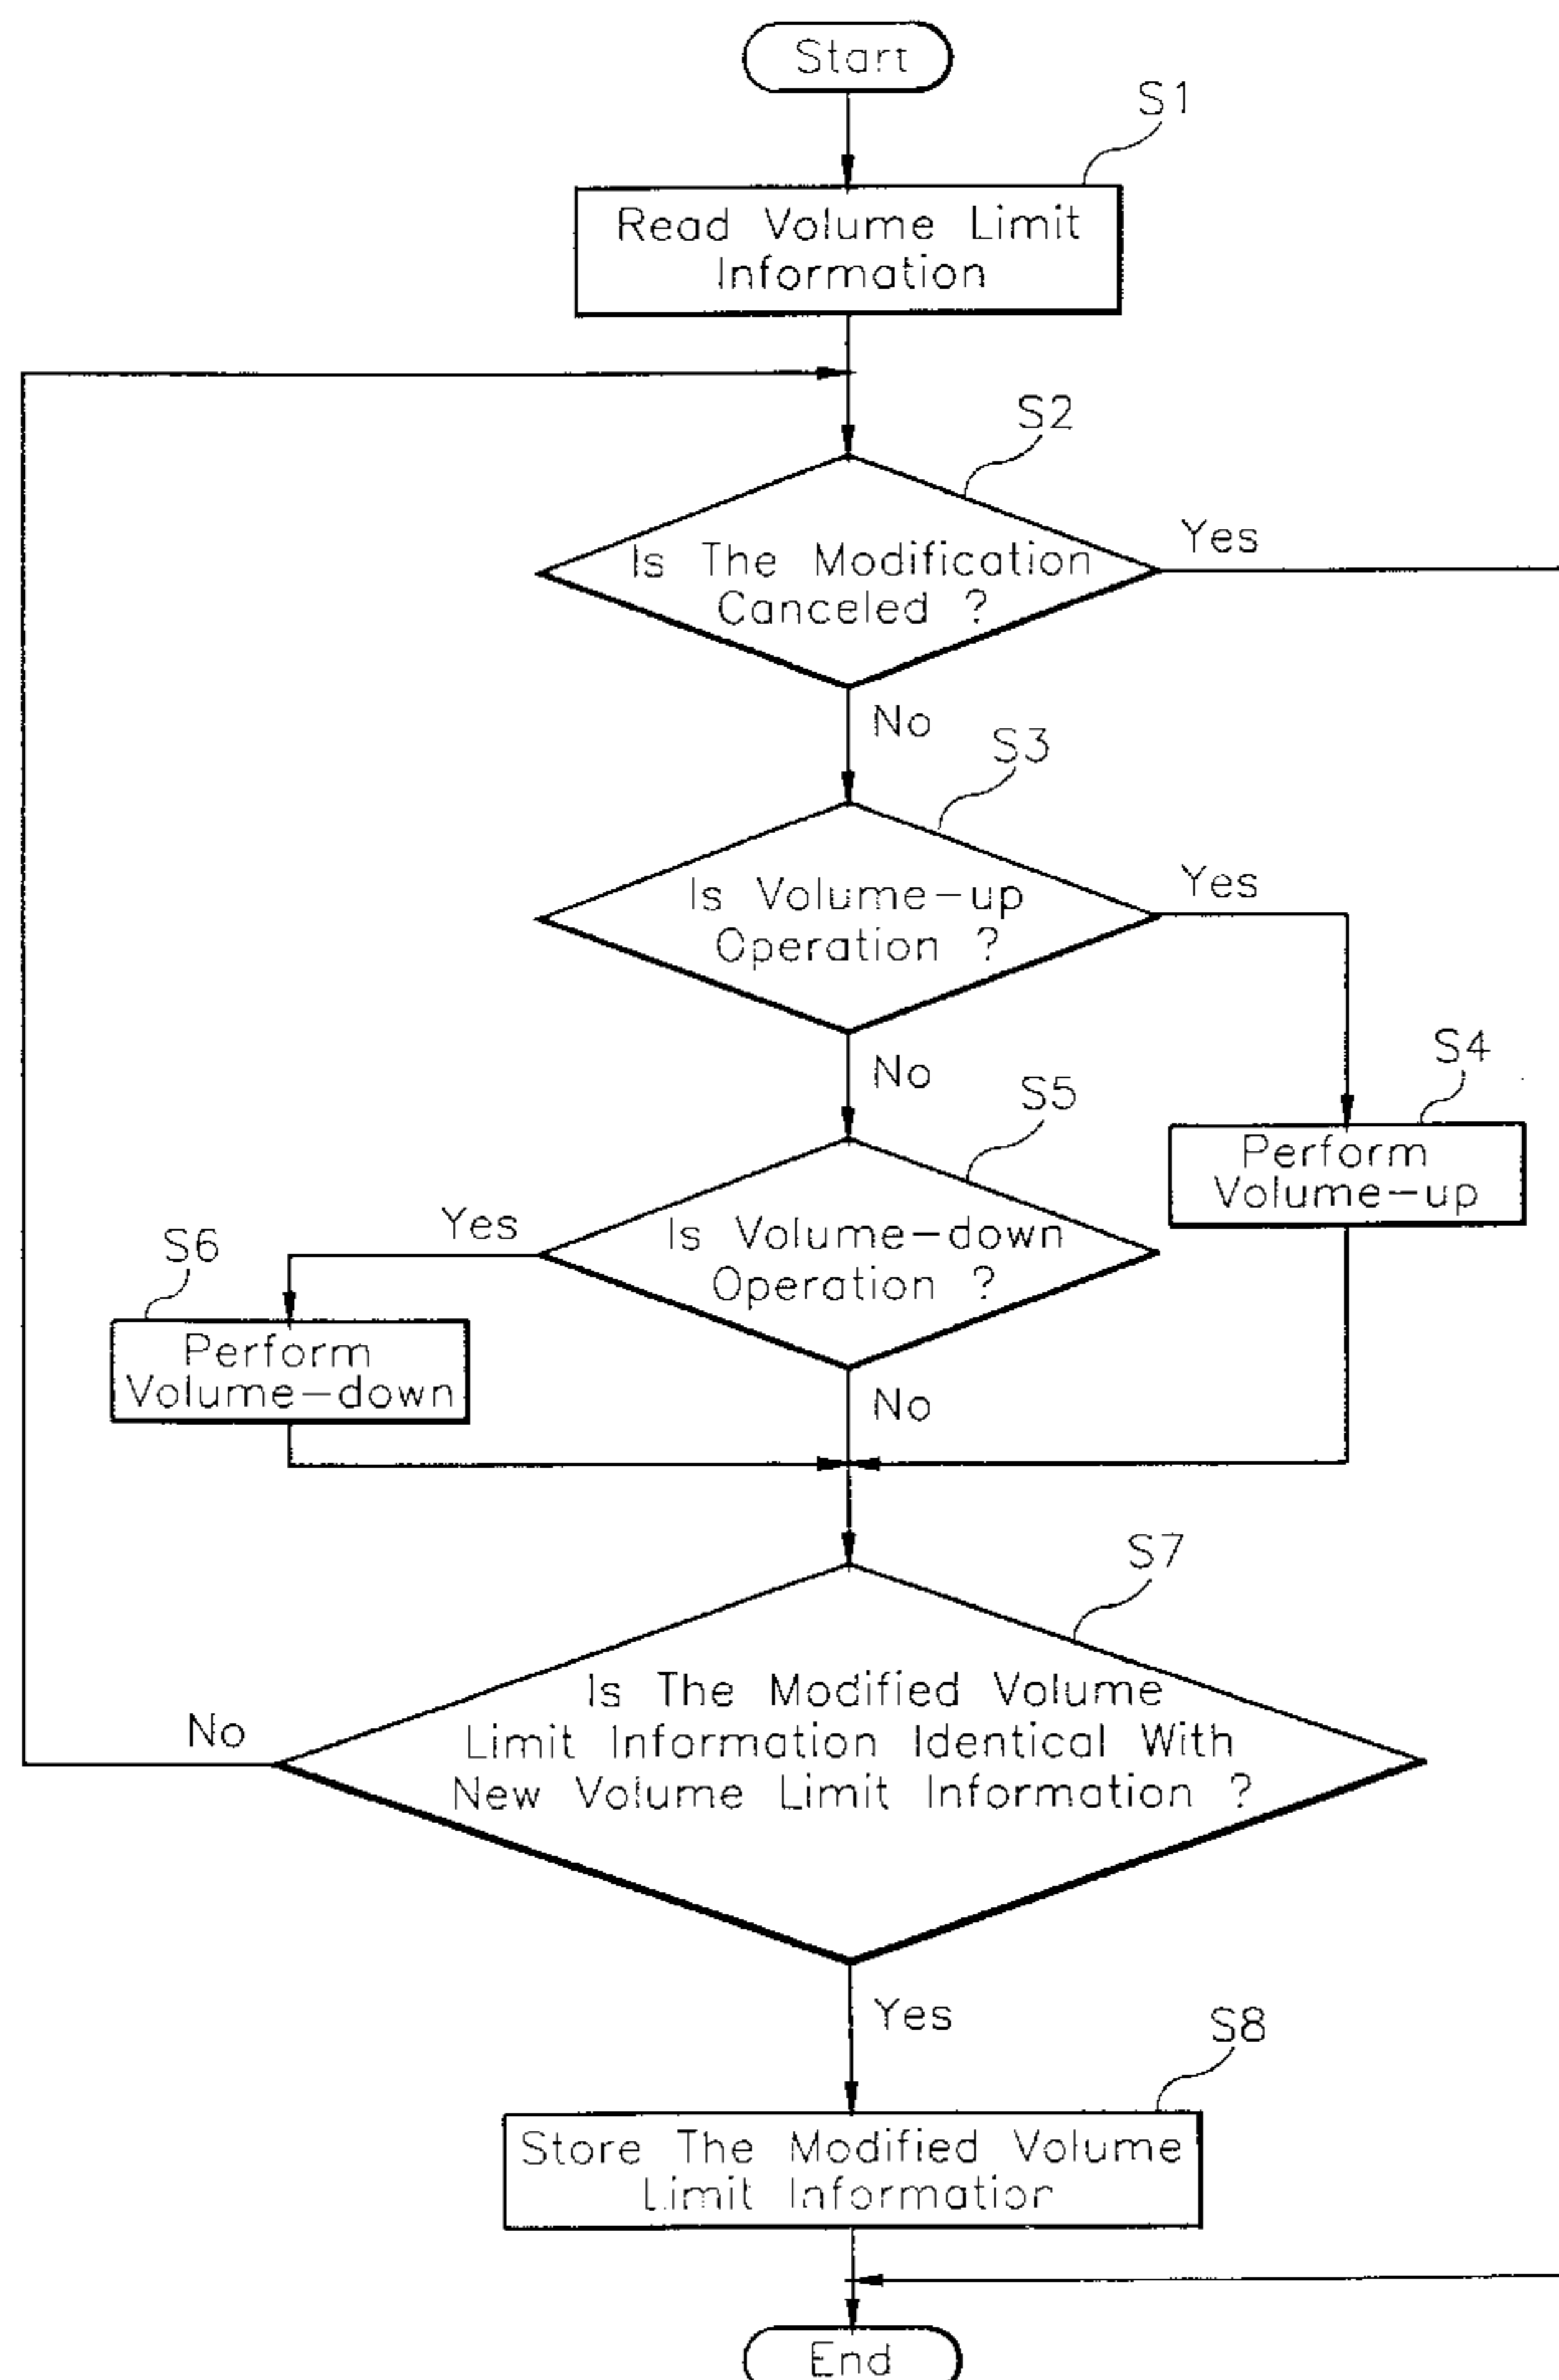 Start
S1
Read Volume Limit
Information
S2
Is The Modification
Canceled ?
Yes
No
S3
Is Volume-up
Operation ?
Yes
No
S4
Perform
Volume-up
S5
Is Volume-down
Operation ?
Yes
S6
Perform
Volume-down
No
S7
Is The Modified Volume
Limit Information Identical With
New Volume Limit Information ?
No
Yes
S8
Store The Modified Volume
Limit Information
End